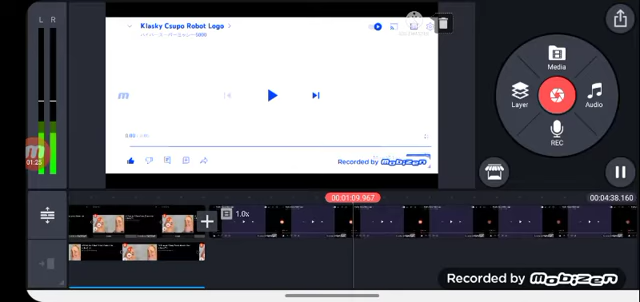 L R
Klasky Csupo Robot Logo
Media
Layer
Audio
REC
m
Recorded by mobizen
01:25
00:01:09.967
00:04:38.160
1.0x
Recorded by mobizen